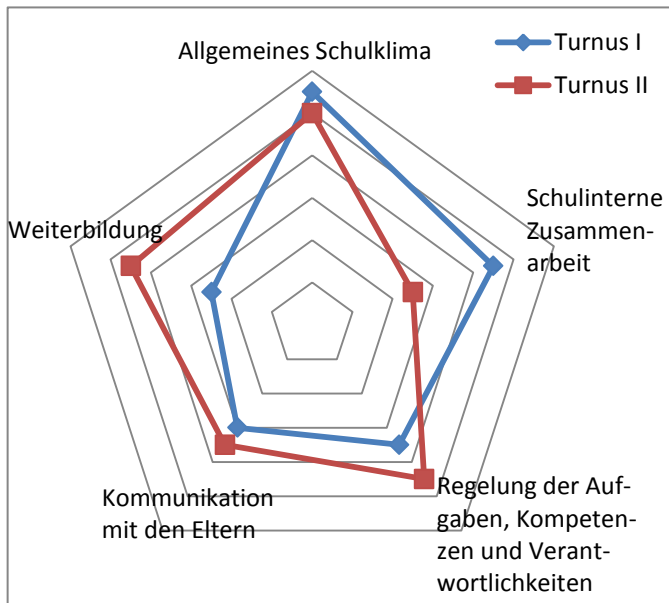 Allgemeines Schulklima
Turnus I
Turnus II
Schulinterne
Zusammen-
arbeit
Weiterbildung
Kommunikation
mit den Eltern
Regelung der Auf-
gaben, Kompeten-
zen und Verant-
wortlichkeiten